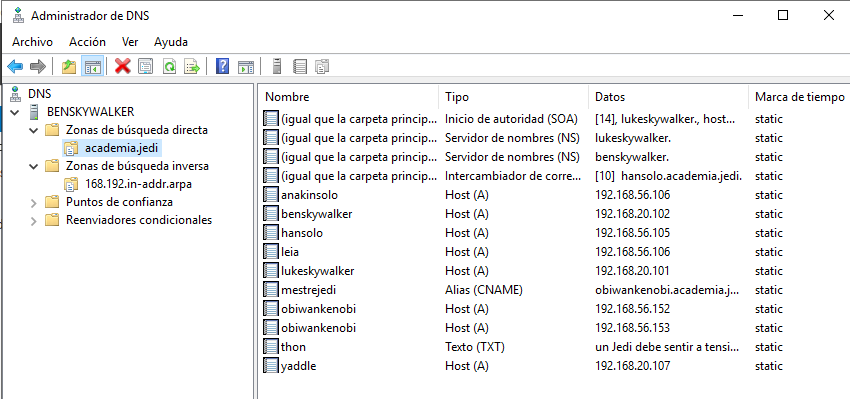 Administrador de DNS
Archivo Acción Ver Ayuda
DNS
BENSKYWALKER
Zonas de búsqueda directa
academia.jedi
Zonas de búsqueda inversa
168.192.in-addr.arpa
Puntos de confianza
Reenviadores condicionales
Nombre Tipo Datos Marca de tiempo
(igual que la carpeta princip... Inicio de autoridad (SOA) [14], lukeskywalker., host... static
(igual que la carpeta princip... Servidor de nombres (NS) lukeskywalker. static
(igual que la carpeta princip... Servidor de nombres (NS) benskywalker. static
(igual que la carpeta princip... Intercambiador de corre... [10] hansolo.academia.jedi. static
anakinsolo Host (A) 192.168.56.106 static
benskywalker Host (A) 192.168.20.102 static
hansolo Host (A) 192.168.56.105 static
leia Host (A) 192.168.56.106 static
lukeskywalker Host (A) 192.168.20.101 static
mestrejedi Alias (CNAME) obiwankenobi.academia.j... static
obiwankenobi Host (A) 192.168.56.152 static
obiwankenobi Host (A) 192.168.56.153 static
thon Texto (TXT) un Jedi debe sentir a tensi... static
yaddle Host (A) 192.168.20.107 static